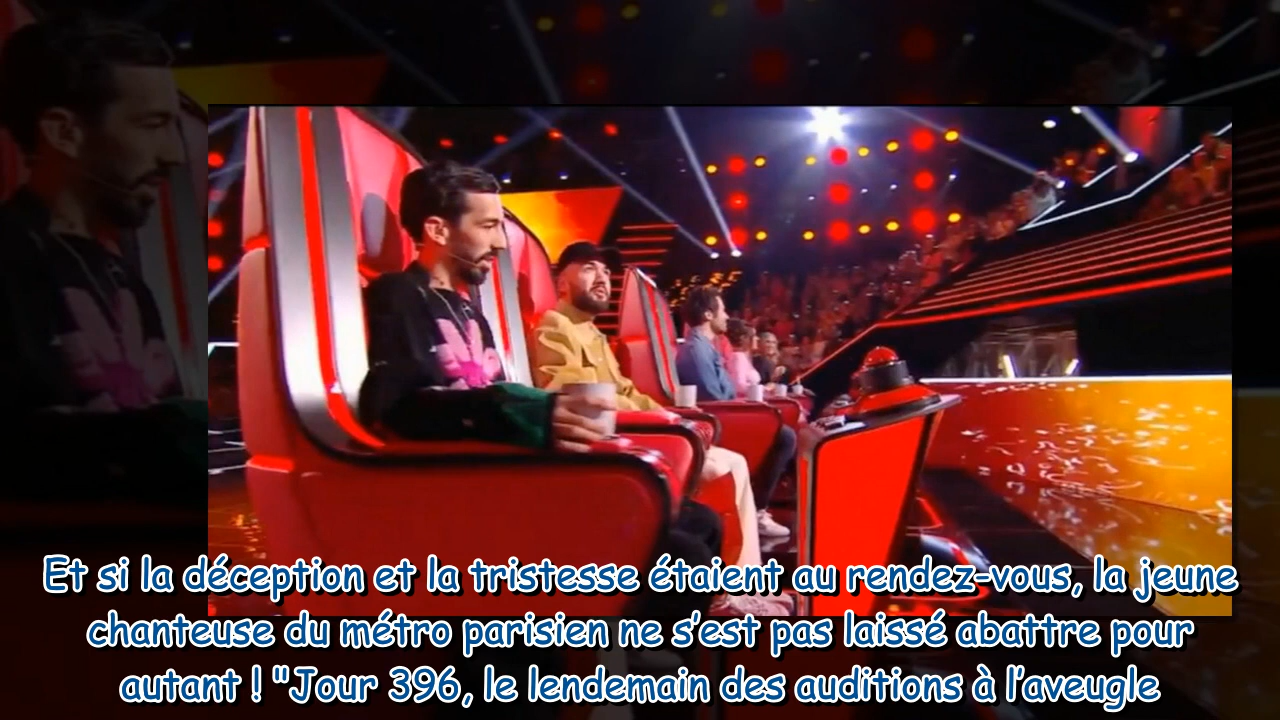 Et si la déception et la tristesse étaient au rendez-vous, la jeune
chanteuse du métro parisien ne s’est pas laissé abattre pour
autant ! "Jour 396, le lendemain des auditions à l’aveugle